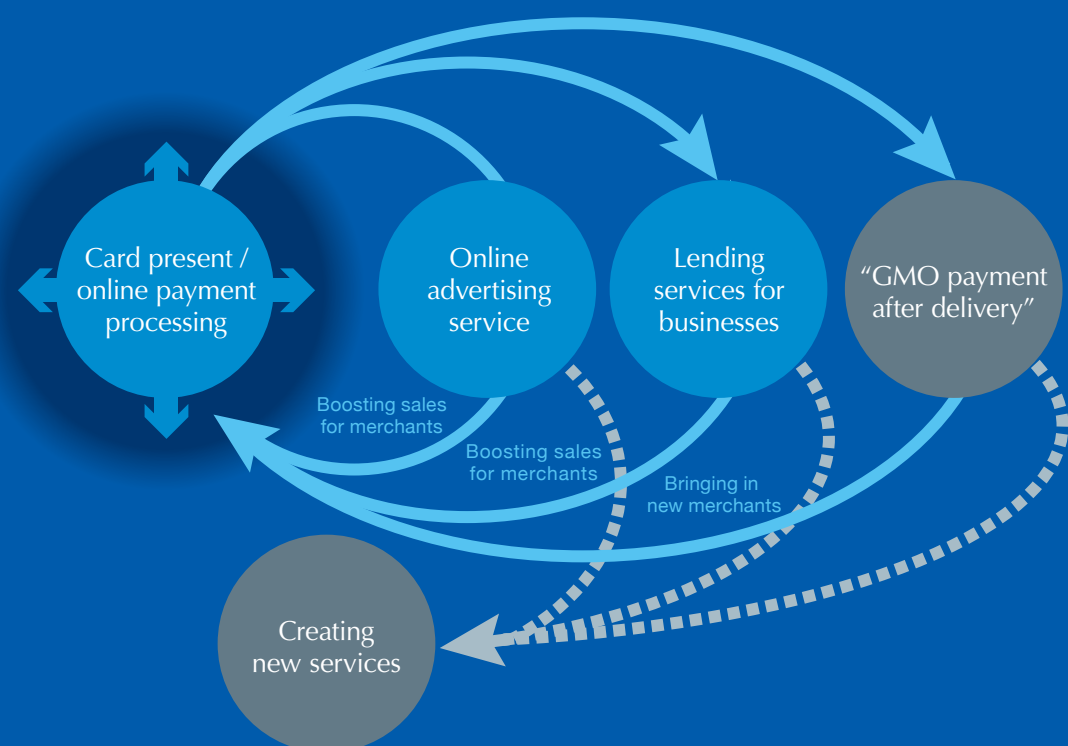 Card present /
online payment
processing
Online
advertising
service
Lending
services for
businesses
“GMO payment
after delivery”
Boosting sales
for merchants
Boosting sales
for merchants
Bringing in
new merchants
Creating
new services